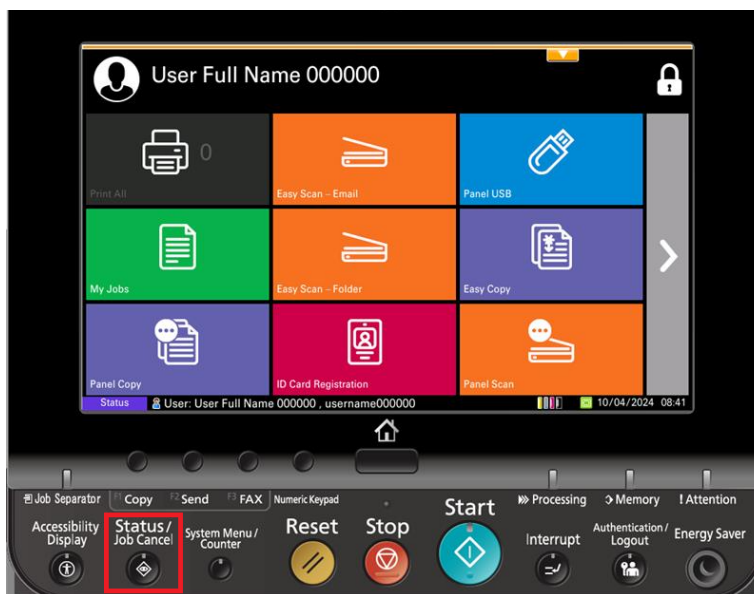 User Full Name 000000
0
Print All
Easy Scan – Email
Panel USB
My Jobs
Easy Scan – Folder
Easy Copy
Panel Copy
ID Card Registration
Panel Scan
Status
User: User Full Name 000000 , username000000
10/04/2024 08:41
Job Separator
F1 Copy
F2 Send
F3 FAX
Numeric Keypad
Start
Processing
Memory
! Attention
Accessibility
Display
Status /
Job Cancel
System Menu /
Counter
Reset
Stop
Interrupt
Authentication /
Logout
Energy Saver